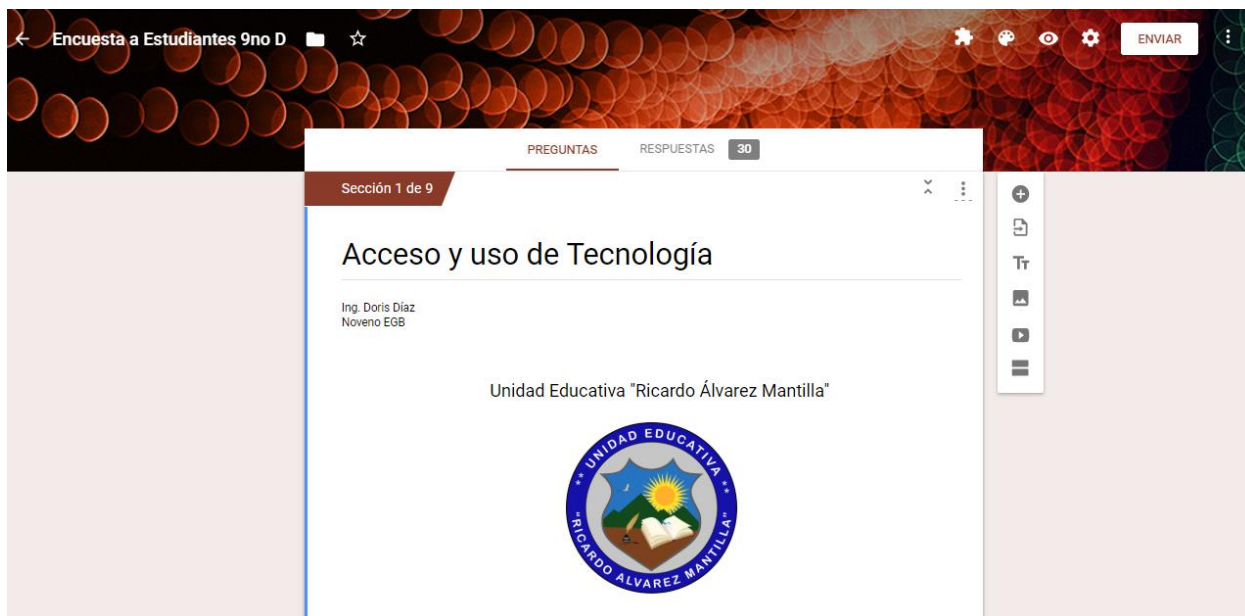 Encuesta a Estudiantes 9no D
ENVIAR
PREGUNTAS
RESPUESTAS 30
Sección 1 de 9
Acceso y uso de Tecnología
Ing. Doris Díaz
Noveno EGB
Unidad Educativa "Ricardo Álvarez Mantilla"
** UNIDAD EDUCATIVA **
"RICARDO ALVAREZ MANTILLA"